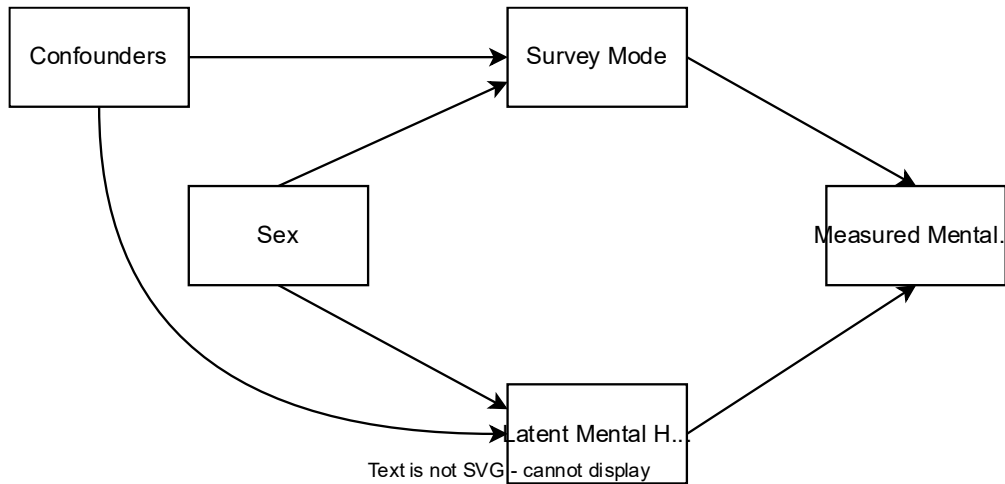 Confounders
Survey Mode
Sex
Measured Mental...
Latent Mental H...
Text is not SVG - cannot display